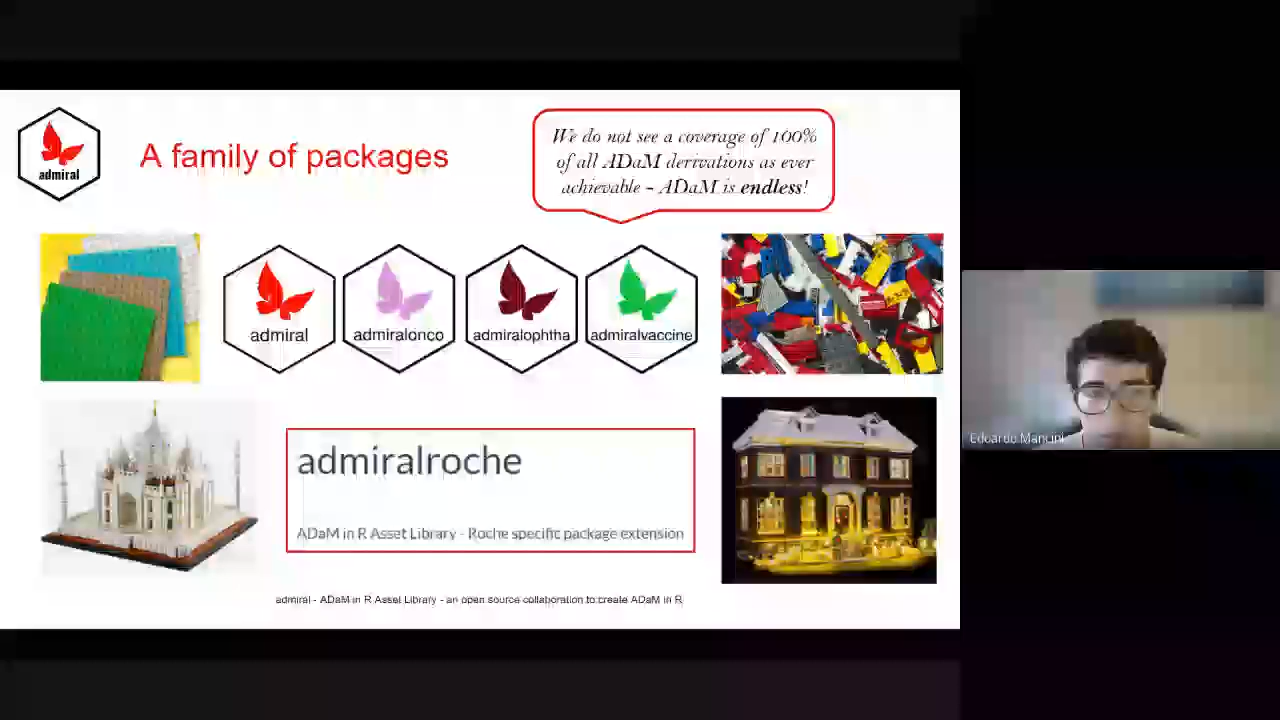 admiral
A family of packages
We do not see a coverage of 100%
of all ADaM derivations as ever
achievable – ADaM is endless!
admiral
admiralonco
admiralophtha
admiralvaccine
admiralroche
ADaM in R Asset Library - Roche specific package extension
admiral - ADaM in R Asset Library - an open source collaboration to create ADaM in R
Edoardo Mancini